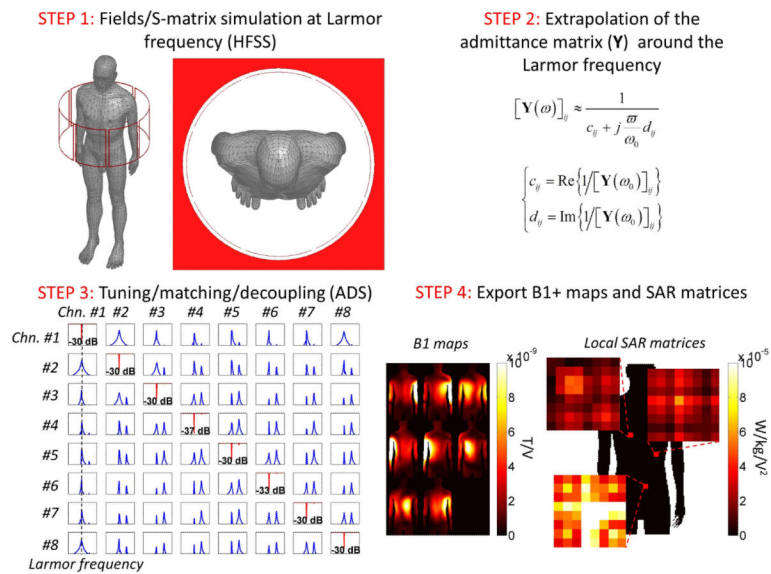 STEP 1: Fields/S-matrix simulation at Larmor
frequency (HFSS)
STEP 2: Extrapolation of the
admittance matrix (Y) around the
Larmor frequency
[Y(ϖ)]ij ≈ 1 / (cij + j (ϖ/ω0) dij)
cij = Re{1/[Y(ω0)]ij}
dij = Im{1/[Y(ω0)]ij}
STEP 3: Tuning/matching/decoupling (ADS)
Chn. #1 #2 #3 #4 #5 #6 #7 #8
Chn. #1
-30 dB
#2
-30 dB
#3
-30 dB
#4
-37 dB
#5
-30 dB
#6
-33 dB
#7
-30 dB
#8
-30 dB
Larmor frequency
STEP 4: Export B1+ maps and SAR matrices
B1 maps
x 10-9
10
8
6
4
2
0
T/V
Local SAR matrices
x 10-5
10
8
6
4
2
0
W/kg/V2